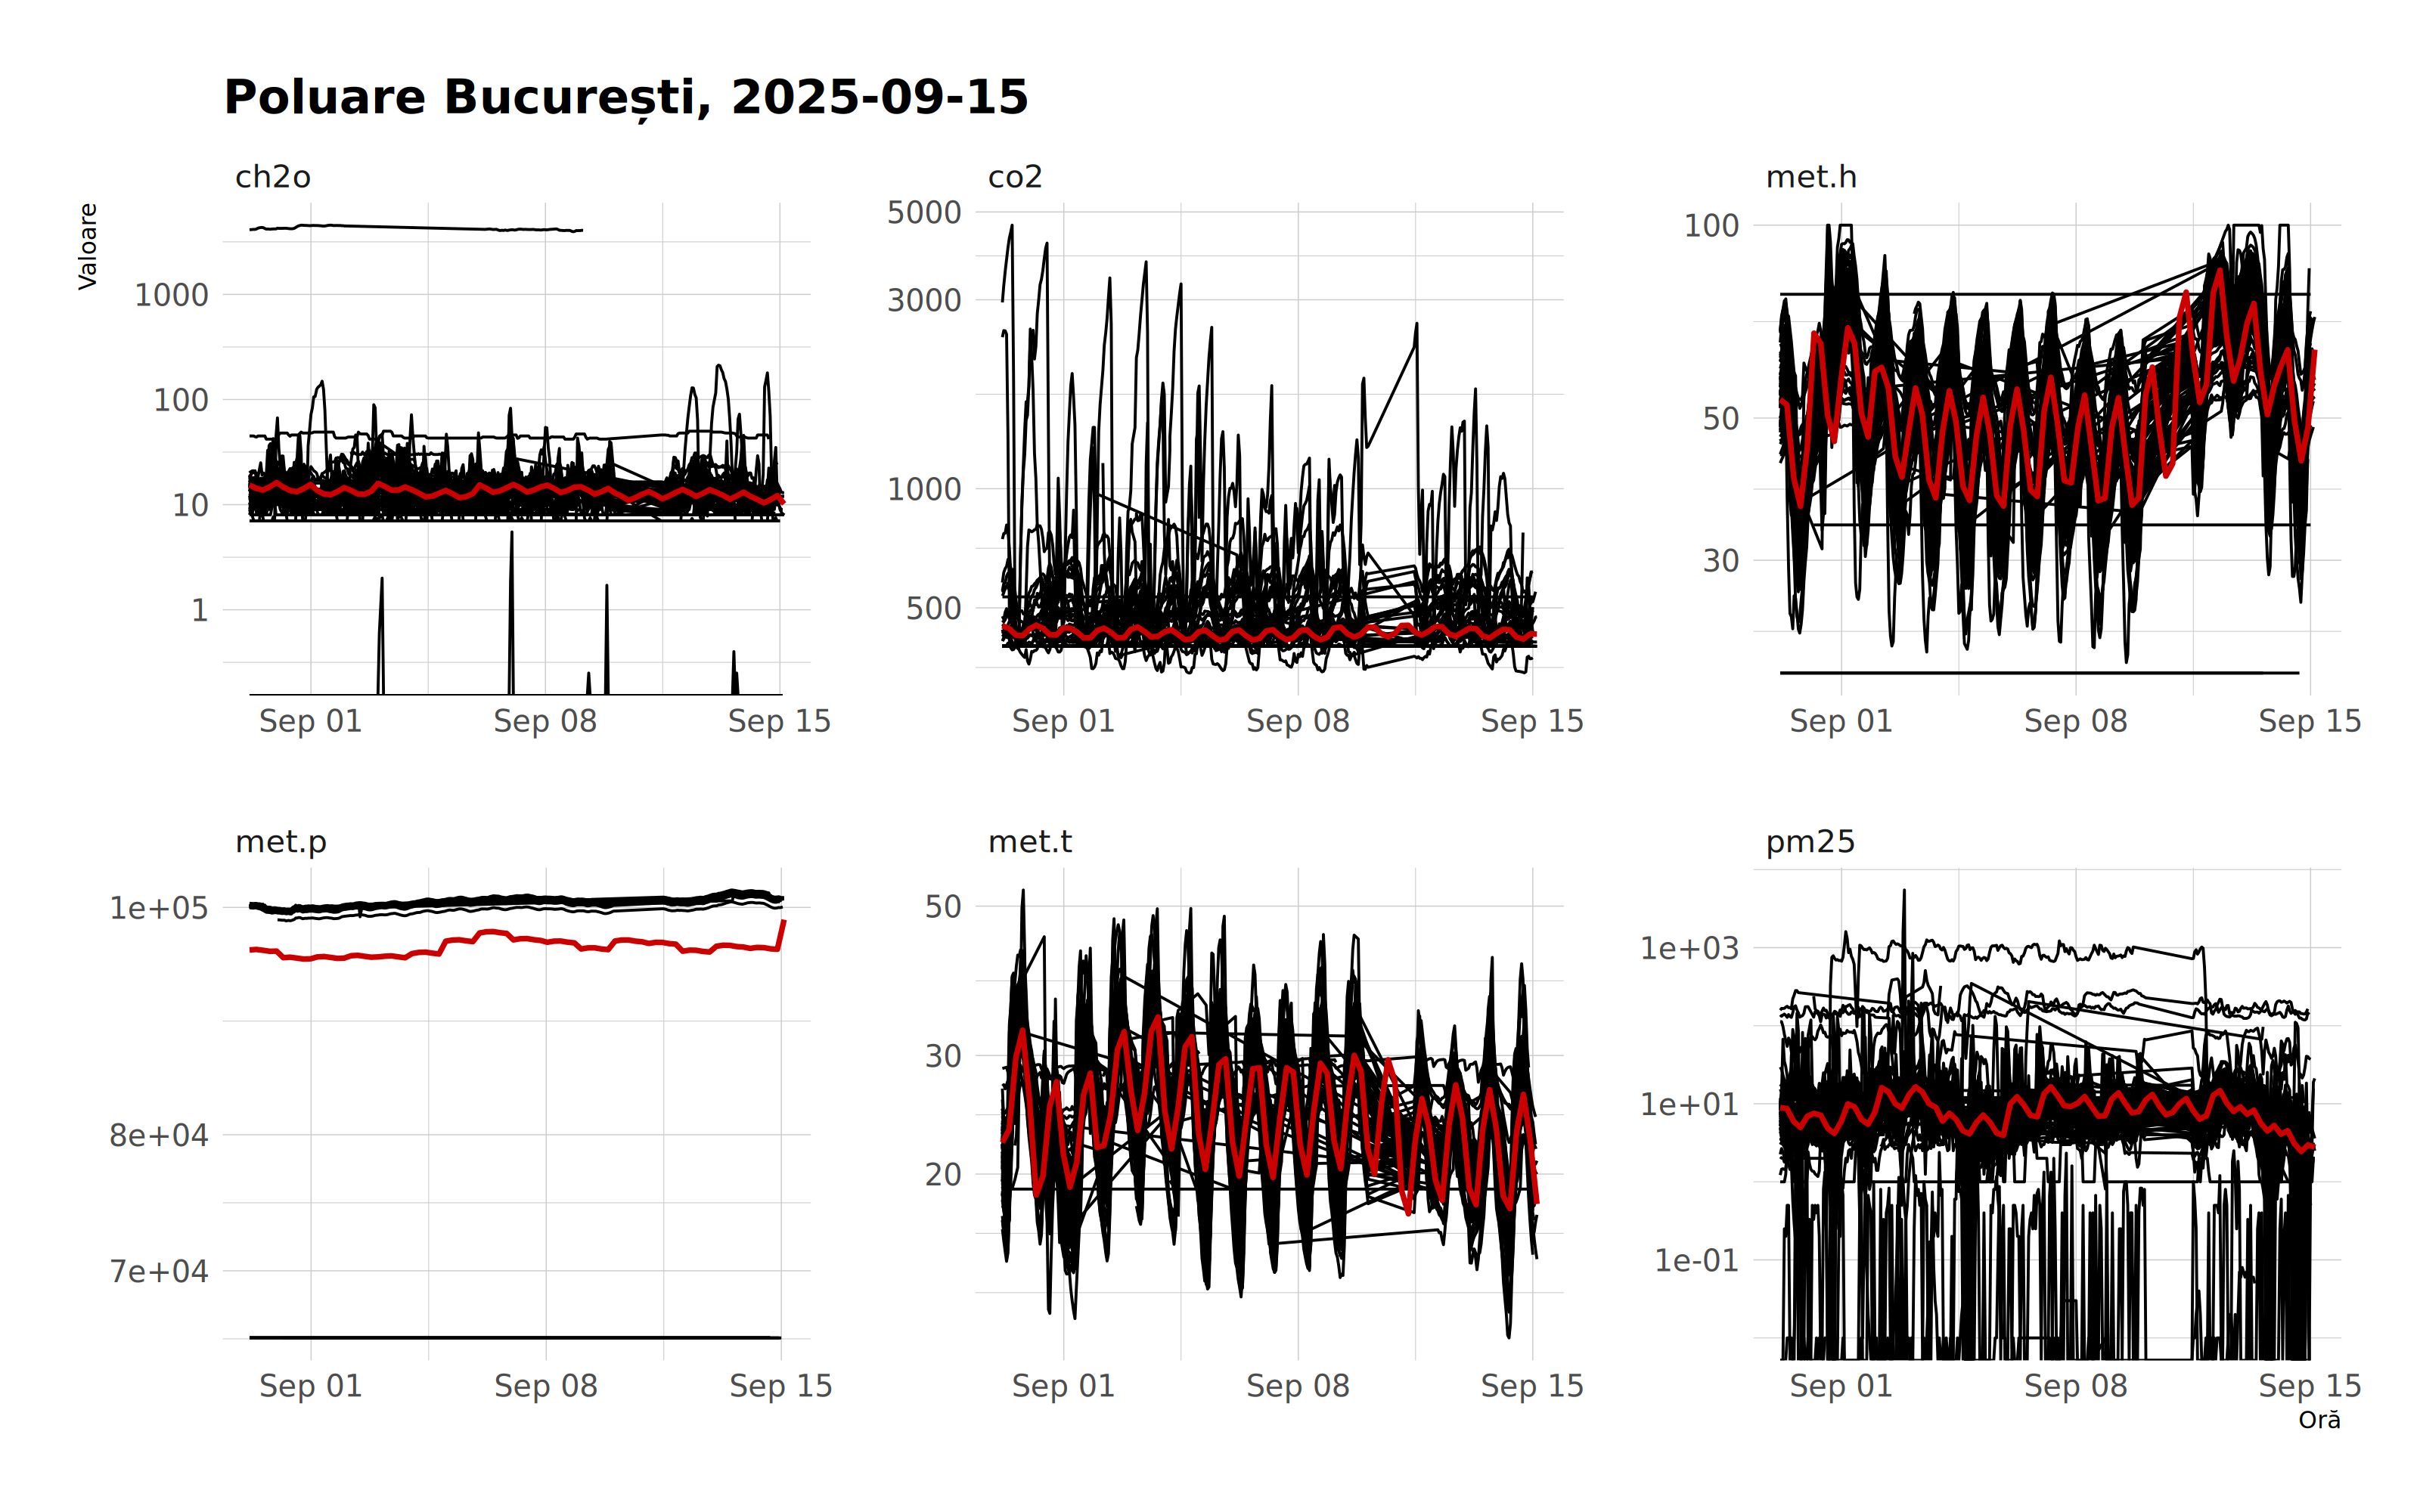 Poluare București, 2025-09-15
ch2o
co2
met.h
Valoare
1000
100
10
1
5000
3000
1000
500
100
50
30
Sep 01
Sep 08
Sep 15
Sep 01
Sep 08
Sep 15
Sep 01
Sep 08
Sep 15
met.p
met.t
pm25
1e+05
8e+04
7e+04
50
30
20
1e+03
1e+01
1e-01
Sep 01
Sep 08
Sep 15
Sep 01
Sep 08
Sep 15
Sep 01
Sep 08
Sep 15
Oră